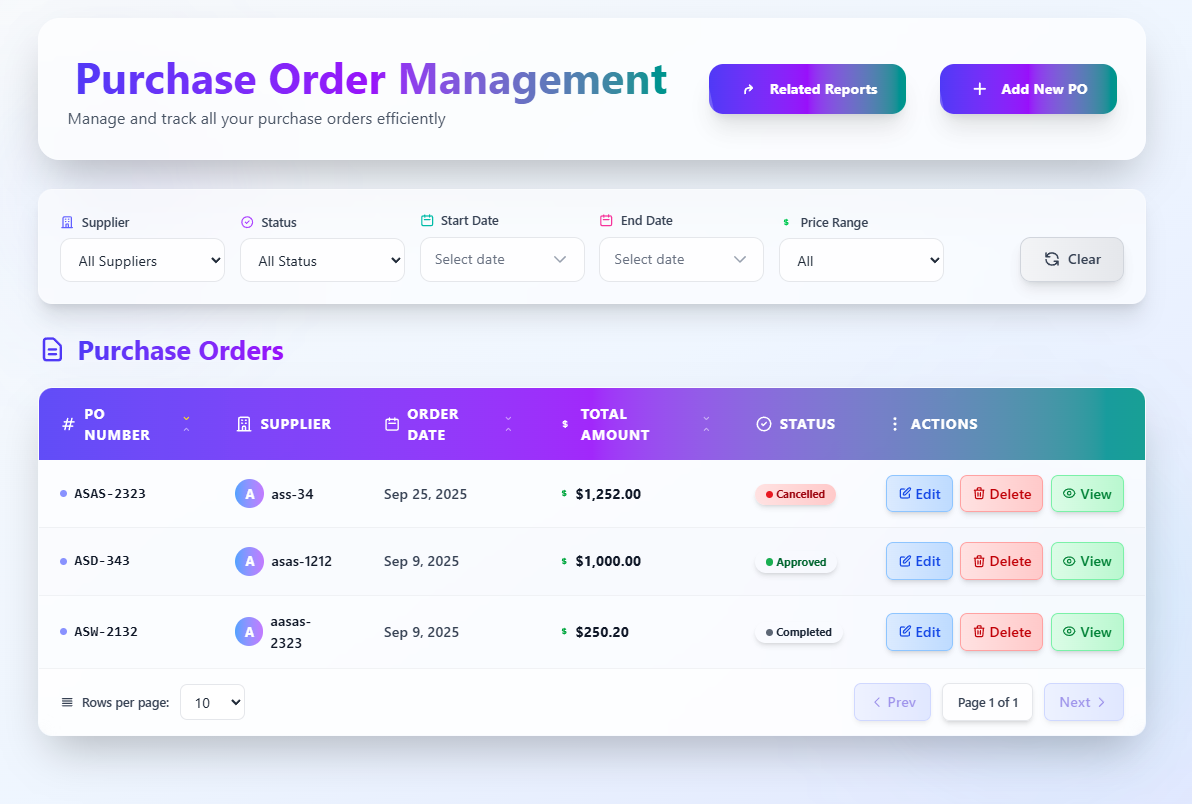 Purchase Order Management
Manage and track all your purchase orders efficiently
Related Reports
Add New PO
Supplier
Status
Start Date
End Date
Price Range
All Suppliers
All Status
Select date
Select date
All
Clear
Purchase Orders
# PO NUMBER
SUPPLIER
ORDER DATE
$ TOTAL AMOUNT
STATUS
ACTIONS
ASAS-2323 A ass-34 Sep 25, 2025 $ $1,252.00 Cancelled Edit Delete View
ASD-343 A asas-1212 Sep 9, 2025 $ $1,000.00 Approved Edit Delete View
ASW-2132 A aasas-2323 Sep 9, 2025 $ $250.20 Completed Edit Delete View
Rows per page: 10
Prev Page 1 of 1 Next